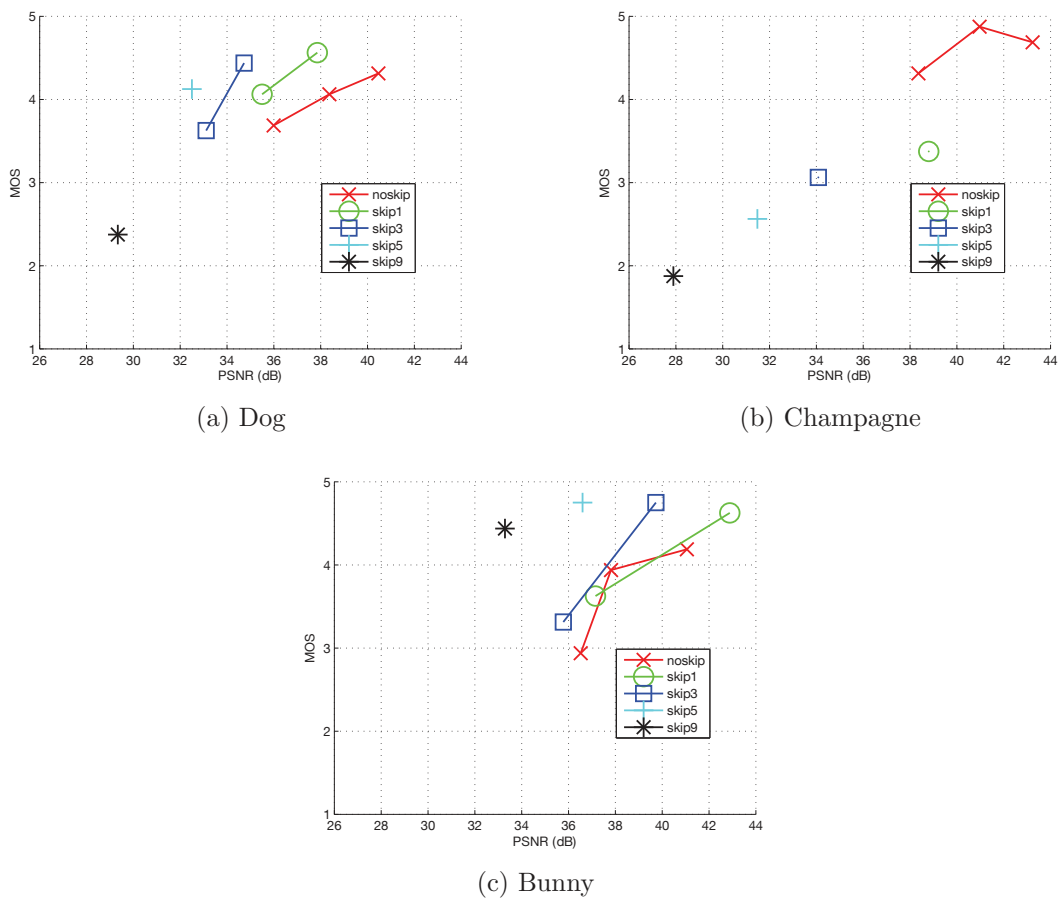 5
4
3
2
1
MOS
26 28 30 32 34 36 38 40 42 44
PSNR (dB)
noskip
skip1
skip3
skip5
skip9
(a) Dog
5
4
3
2
1
MOS
26 28 30 32 34 36 38 40 42 44
PSNR (dB)
noskip
skip1
skip3
skip5
skip9
(b) Champagne
5
4
3
2
1
MOS
26 28 30 32 34 36 38 40 42 44
PSNR (dB)
noskip
skip1
skip3
skip5
skip9
(c) Bunny